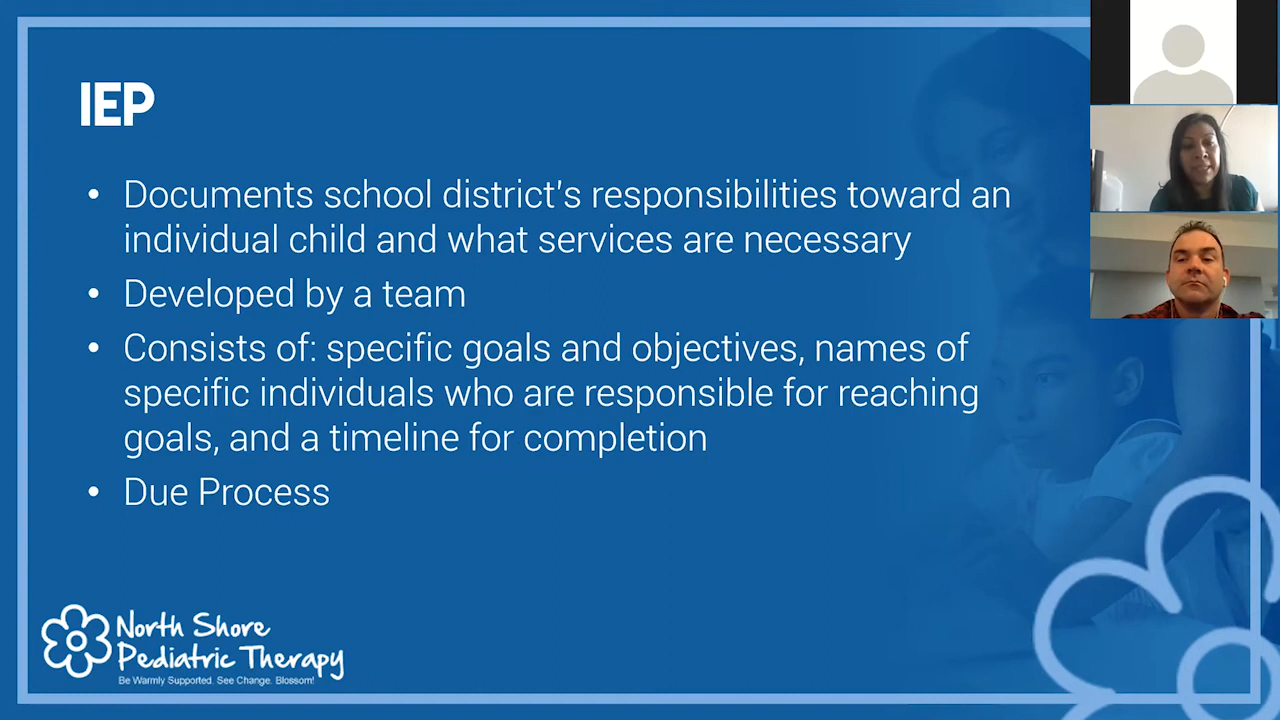 IEP
• Documents school district's responsibilities toward an
individual child and what services are necessary
• Developed by a team
• Consists of: specific goals and objectives, names of
specific individuals who are responsible for reaching
goals, and a timeline for completion
• Due Process
North Shore
Pediatric Therapy
Be Warmly Supported. See Change. Blossom!